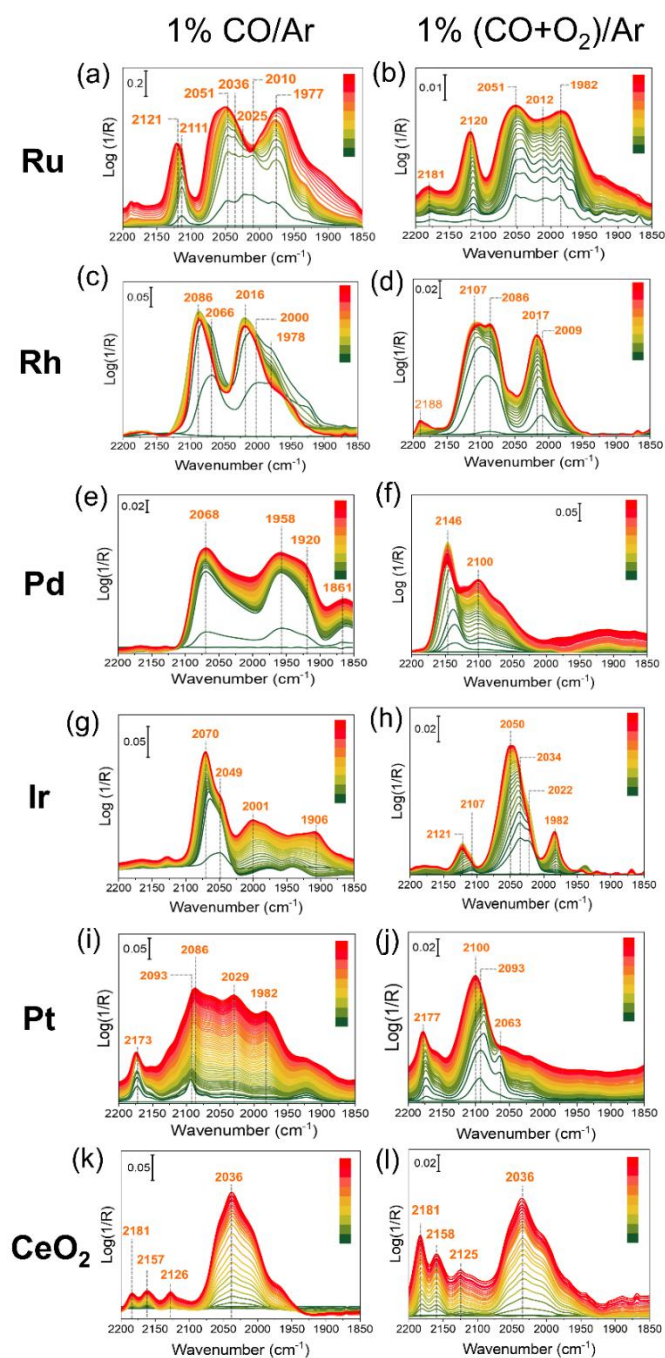 1% CO/Ar
1% (CO+O₂)/Ar
Ru
(a)
0.2
2121
2111
2051
2036
2025
2010
1977
Log (1/R)
2200 2150 2100 2050 2000 1950 1900 1850
Wavenumber (cm⁻¹)
(b)
0.01
2181
2120
2051
2012
1982
Log (1/R)
2200 2150 2100 2050 2000 1950 1900 1850
Wavenumber (cm⁻¹)
Rh
(c)
0.05
2086
2066
2016
2000
1978
Log(1/R)
2200 2150 2100 2050 2000 1950 1900 1850
Wavenumber (cm⁻¹)
(d)
0.02
2188
2107
2086
2017
2009
Log(1/R)
2200 2150 2100 2050 2000 1950 1900 1850
Wavenumber (cm⁻¹)
Pd
(e)
0.02
2068
1958
1920
1861
Log(1/R)
2200 2150 2100 2050 2000 1950 1900 1850
Wavenumber (cm⁻¹)
(f)
0.05
2146
2100
Log(1/R)
2200 2150 2100 2050 2000 1950 1900 1850
Wavenumber (cm⁻¹)
Ir
(g)
0.05
2070
2049
2001
1906
Log(1/R)
2200 2150 2100 2050 2000 1950 1900 1850
Wavenumber (cm⁻¹)
(h)
0.02
2121
2107
2050
2034
2022
1982
Log(1/R)
2200 2150 2100 2050 2000 1950 1900 1850
Wavenumber (cm⁻¹)
Pt
(i)
0.05
2173
2093
2086
2029
1982
Log(1/R)
2200 2150 2100 2050 2000 1950 1900 1850
Wavenumber (cm⁻¹)
(j)
0.02
2177
2100
2093
2063
Log(1/R)
2200 2150 2100 2050 2000 1950 1900 1850
Wavenumber (cm⁻¹)
CeO₂
(k)
0.05
2181
2157
2126
2036
Log(1/R)
2200 2150 2100 2050 2000 1950 1900 1850
Wavenumber (cm⁻¹)
(l)
0.02
2181
2158
2125
2036
Log(1/R)
2200 2150 2100 2050 2000 1950 1900 1850
Wavenumber (cm⁻¹)